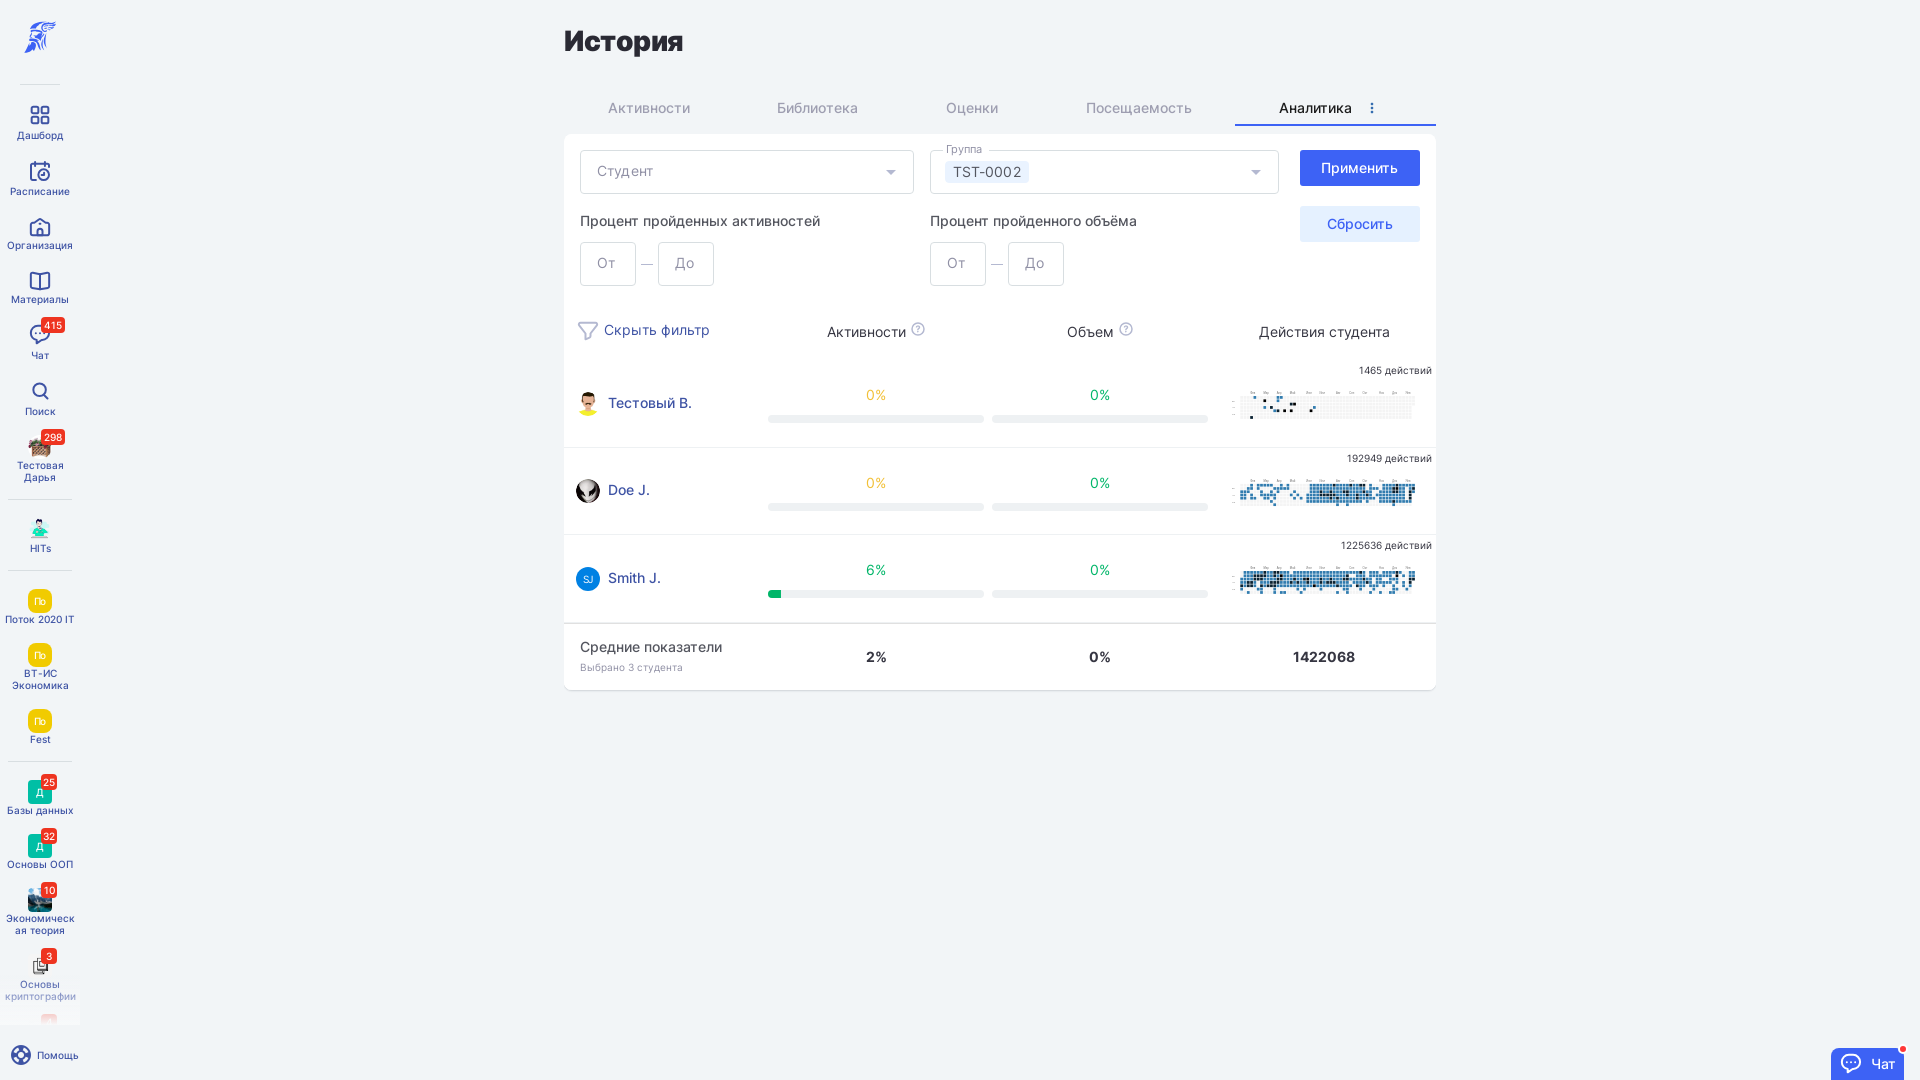 История
Активности
Библиотека
Оценки
Посещаемость
Аналитика
Студент
Группа
TST-0002
Применить
Процент пройденных активностей
Процент пройденного объёма
Сбросить
От
—
До
От
—
До
Скрыть фильтр
Активности
Объем
Действия студента
1465 действий
Тестовый В.
0%
0%
192949 действий
Doe J.
0%
0%
1225636 действий
SJ
Smith J.
6%
0%
Средние показатели
Выбрано 3 студента
2%
0%
1422068
Дашборд
Расписание
Организация
Материалы
415
Чат
Поиск
298
Тестовая
Дарья
HITs
По
Поток 2020 IT
По
ВТ-ИС
Экономика
По
Fest
25
Д
Базы данных
32
Д
Основы ООП
10
Экономическ
ая теория
3
Основы
криптографии
Помощь
Чат